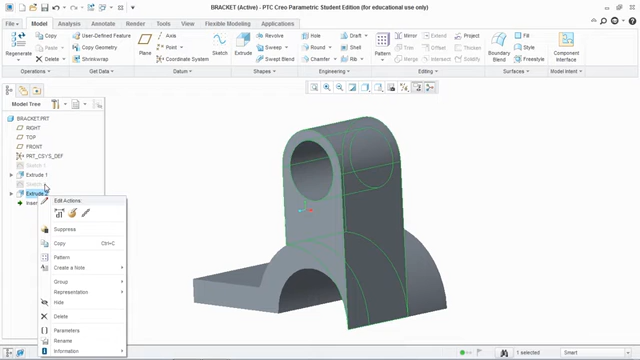 BRACKET (Active) - PTC Creo Parametric Student Edition (for educational use only)
File Model Analysis Annotate Render Tools View Flexible Modeling Applications
Regenerate
Copy
Paste
Delete
User-Defined Feature
Copy Geometry
Shrinkwrap
Plane
Axis
Point
Coordinate System
Sketch
Extrude
Revolve
Sweep
Swept Blend
Hole
Round
Chamfer
Draft
Shell
Rib
Pattern
Mirror
Trim
Merge
Extend
Offset
Intersect
Project
Thicken
Solidify
Boundary Blend
Fill
Style
Freestyle
Component Interface
Operations Get Data Datum Shapes Engineering Editing Surfaces Model Intent
Model Tree
BRACKET.PRT
RIGHT
TOP
FRONT
PRT_CSYS_DEF
Sketch 1
Extrude 1
Sketch
Extrude 2
Inser
Edit Actions:
Suppress
Copy Ctrl+C
Pattern
Create a Note
Group
Representation
Hide
Delete
Parameters
Rename
Information
1 selected
Smart